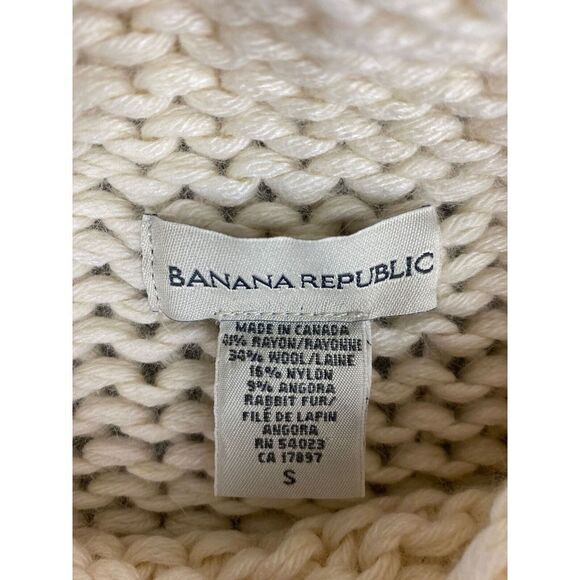 BANANA REPUBLIC
MADE IN CANADA
41% RAYON/RAYONNE
34% WOOL/LAINE
16% NYLON
9% ANGORA
RABBIT FUR/
FILÉ DE LAPIN
ANGORA
RN 54023
CA 17897
S